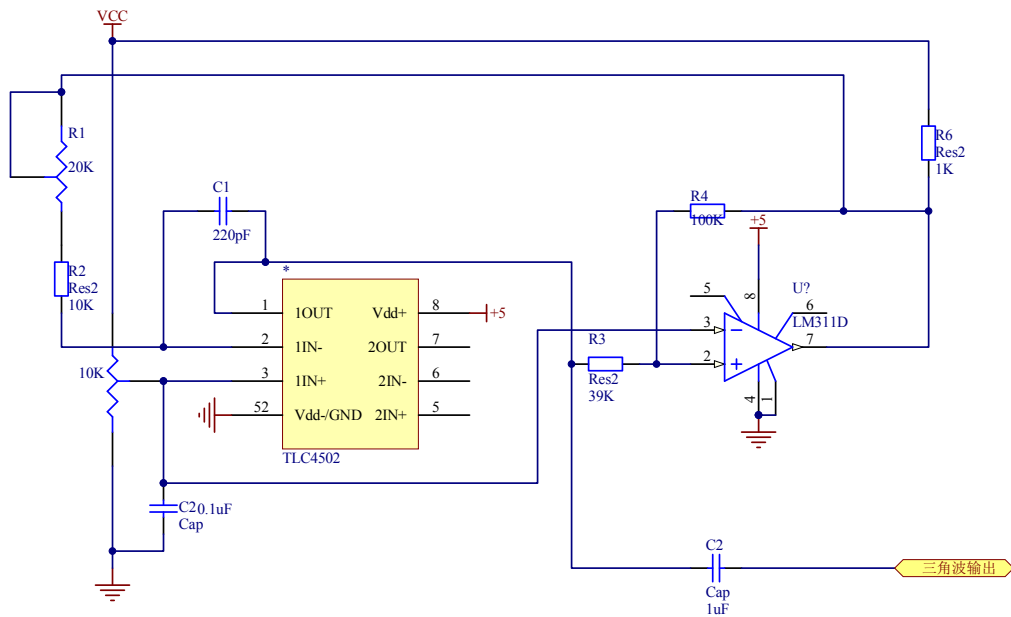 VCC
R1
20K
R6
Res2
1K
C1
220pF
R4
100K
+5
R2
Res2
10K
*
1
1OUT
Vdd+
8
+5
2
1IN-
2OUT
7
3
1IN+
2IN-
6
52
Vdd-/GND
2IN+
5
TLC4502
10K
5
8
U?
6
LM311D
3
7
2
4
1
R3
Res2
39K
C2
0.1uF
Cap
C2
Cap
1uF
三角波输出